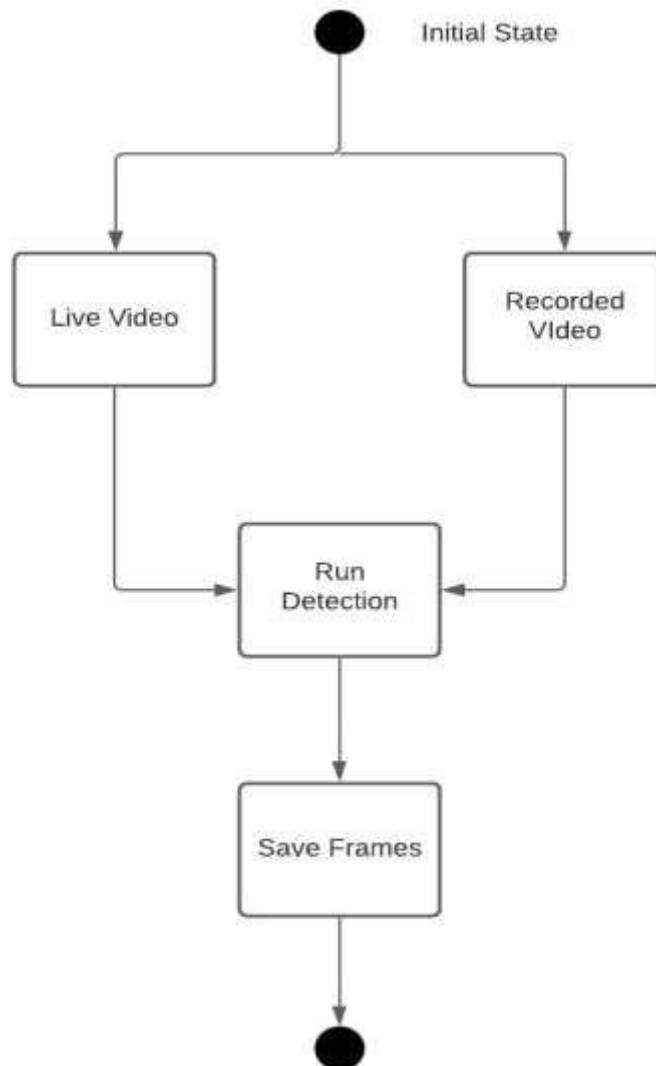 Initial State
Live Video
Recorded
VIdeo
Run
Detection
Save Frames